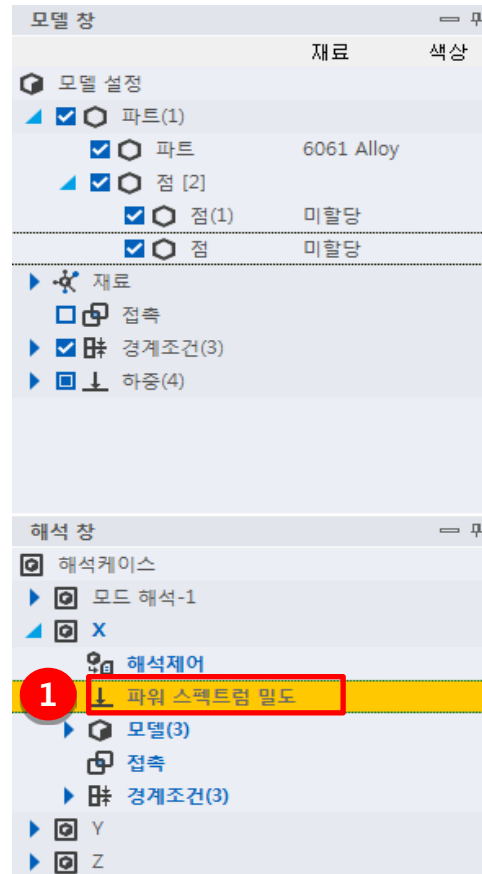 모델 창
재료 색상
모델 설정
파트(1)
파트 6061 Alloy
점 [2]
점(1) 미할당
점 미할당
재료
접촉
경계조건(3)
하중(4)
해석 창
해석케이스
모드 해석-1
X
해석제어
1 파워 스펙트럼 밀도
모델(3)
접촉
경계조건(3)
Y
Z